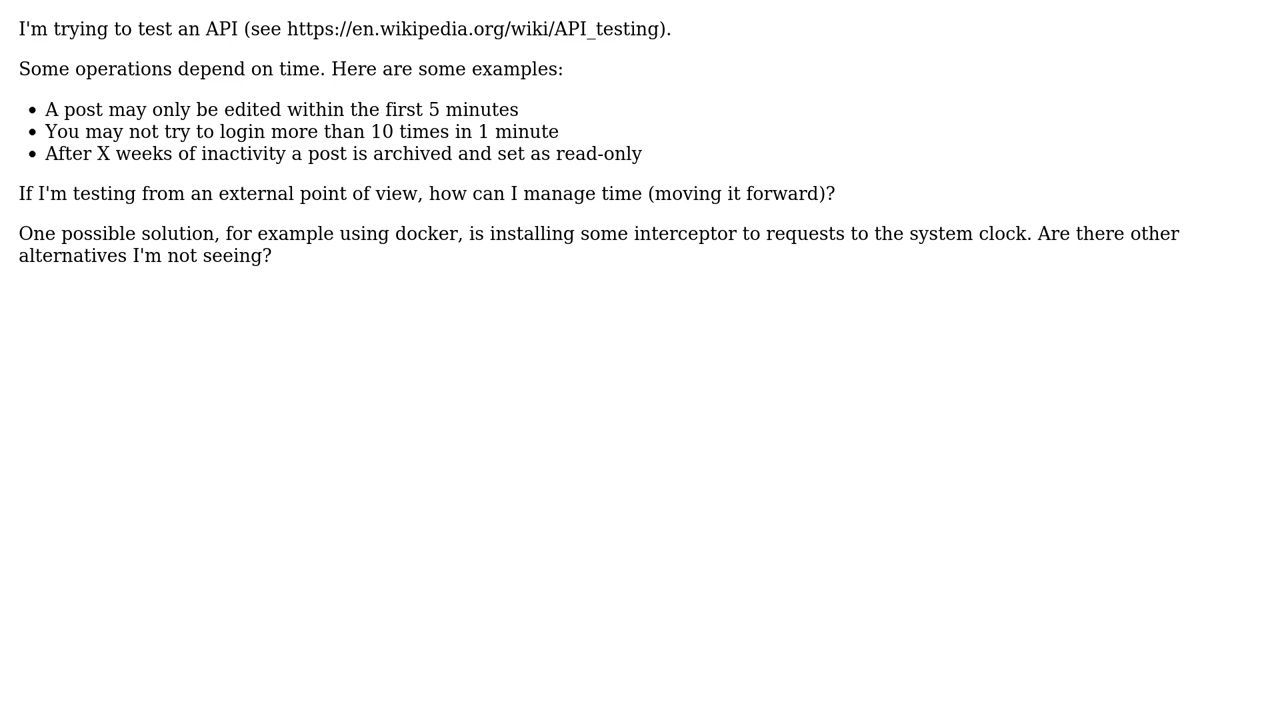 I'm trying to test an API (see https://en.wikipedia.org/wiki/API_testing).
Some operations depend on time. Here are some examples:
• A post may only be edited within the first 5 minutes
• You may not try to login more than 10 times in 1 minute
• After X weeks of inactivity a post is archived and set as read-only
If I'm testing from an external point of view, how can I manage time (moving it forward)?
One possible solution, for example using docker, is installing some interceptor to requests to the system clock. Are there other
alternatives I'm not seeing?